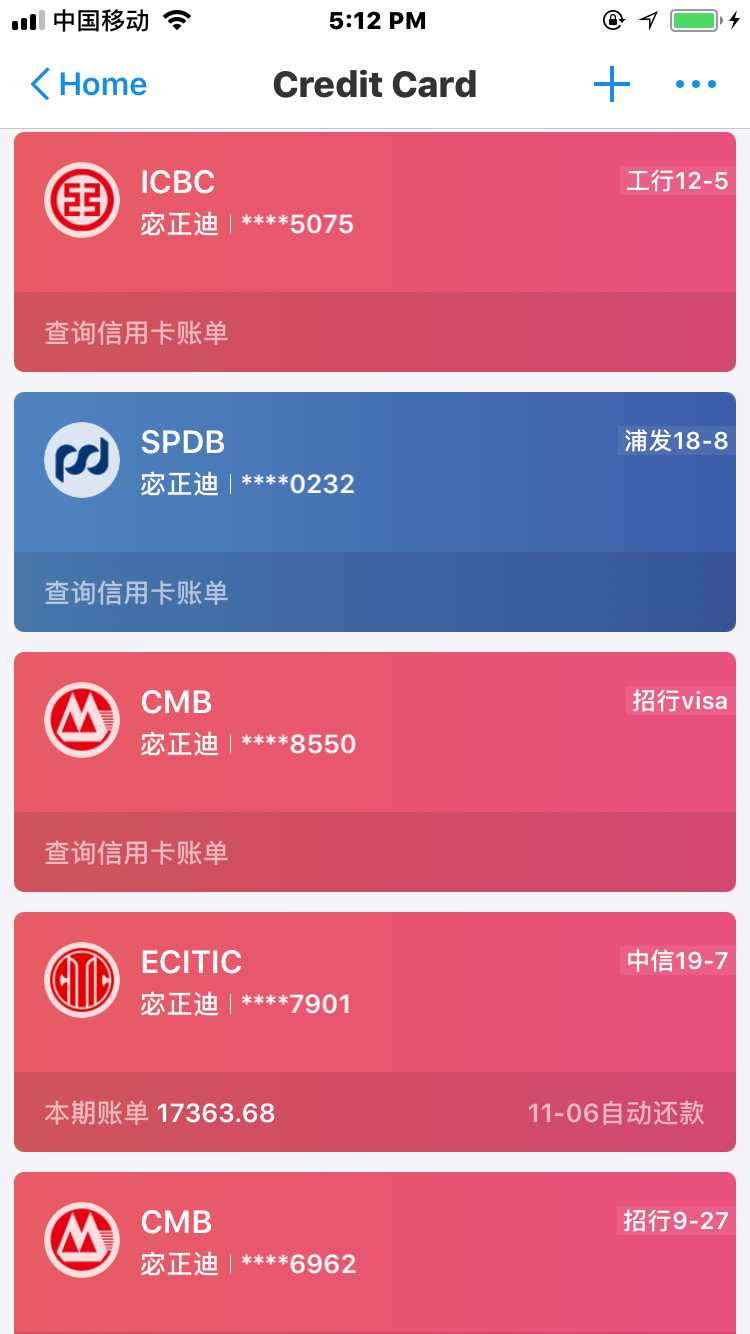 中国移动 5:12 PM
Home Credit Card
ICBC 工行12-5
宓正迪 | ****5075
查询信用卡账单
SPDB 浦发18-8
宓正迪 | ****0232
查询信用卡账单
CMB 招行visa
宓正迪 | ****8550
查询信用卡账单
ECITIC 中信19-7
宓正迪 | ****7901
本期账单 17363.68 11-06自动还款
CMB 招行9-27
宓正迪 | ****6962